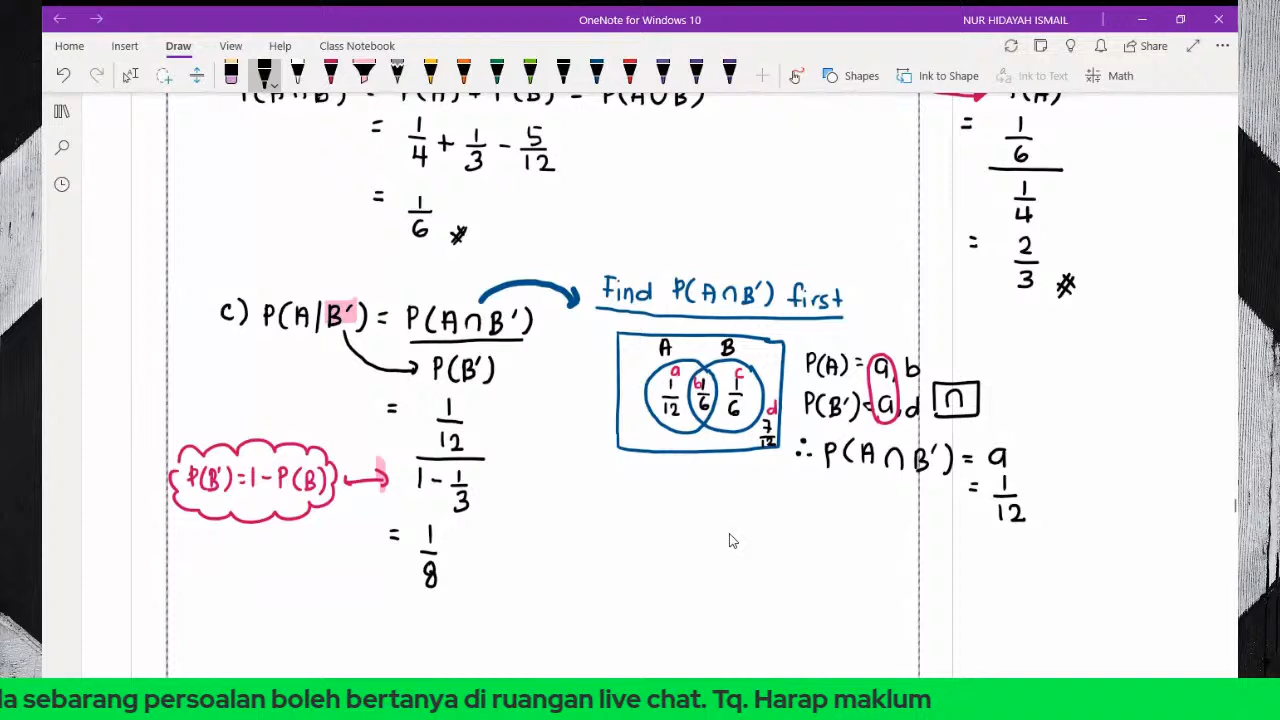 OneNote for Windows 10
NUR HIDAYAH ISMAIL
Home Insert Draw View Help Class Notebook
Share
Shapes
Ink to Shape
Ink to Text
Math
P(A∩B) = P(A) + P(B) - P(A∪B)
= 1/4 + 1/3 - 5/12
= 1/6 *
P(A)
= 1/6
1/4
= 2/3 *
c) P(A|B') = P(A∩B')
P(B')
= 1/12
1 - 1/3
= 1/8
P(B') = 1 - P(B)
Find P(A∩B') first
A B
a b c
1/12 1/6 1/6
d
7/12
P(A) = a, b
P(B') = a, d ∩
∴ P(A∩B') = a
= 1/12
sebarang persoalan boleh bertanya di ruangan live chat. Tq. Harap maklum